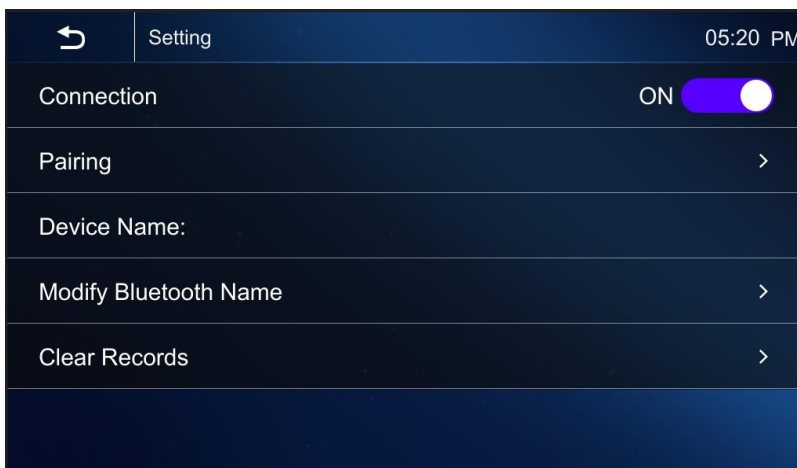 Setting
05:20 PM
Connection
ON
Pairing
Device Name:
Modify Bluetooth Name
Clear Records